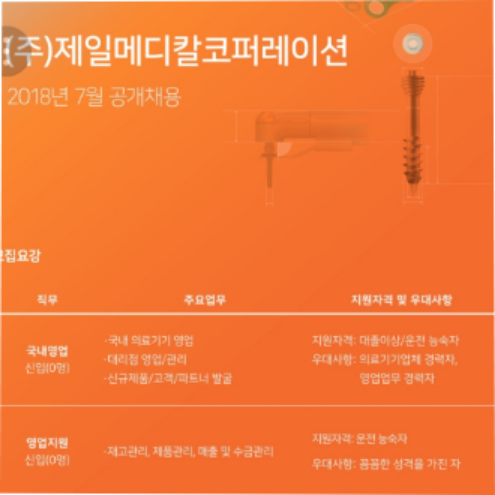 (주)제일메디칼코퍼레이션
2018년 7월 공개채용
모집요강
직무 주요업무 지원자격 및 우대사항
국내영업
신입(0명)
·국내 의료기기 영업
·대리점 영업/관리
·신규제품/고객/파트너 발굴
지원자격: 대졸이상/운전 능숙자
우대사항: 의료기기업체 경력자,
영업업무 경력자
영업지원
신입(0명)
·재고관리, 제품관리, 매출 및 수금관리
지원자격: 운전 능숙자
우대사항: 꼼꼼한 성격을 가진 자